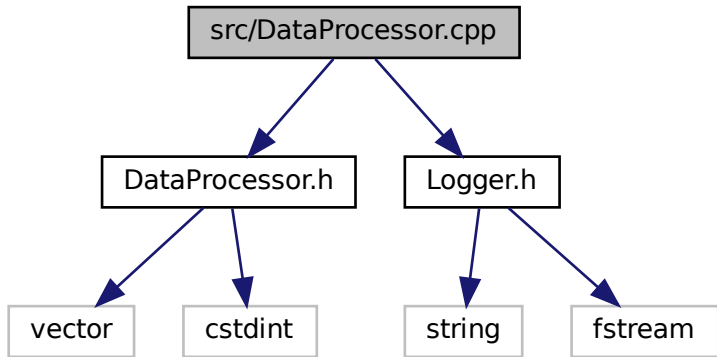 src/DataProcessor.cpp
DataProcessor.h
Logger.h
vector
cstdint
string
fstream